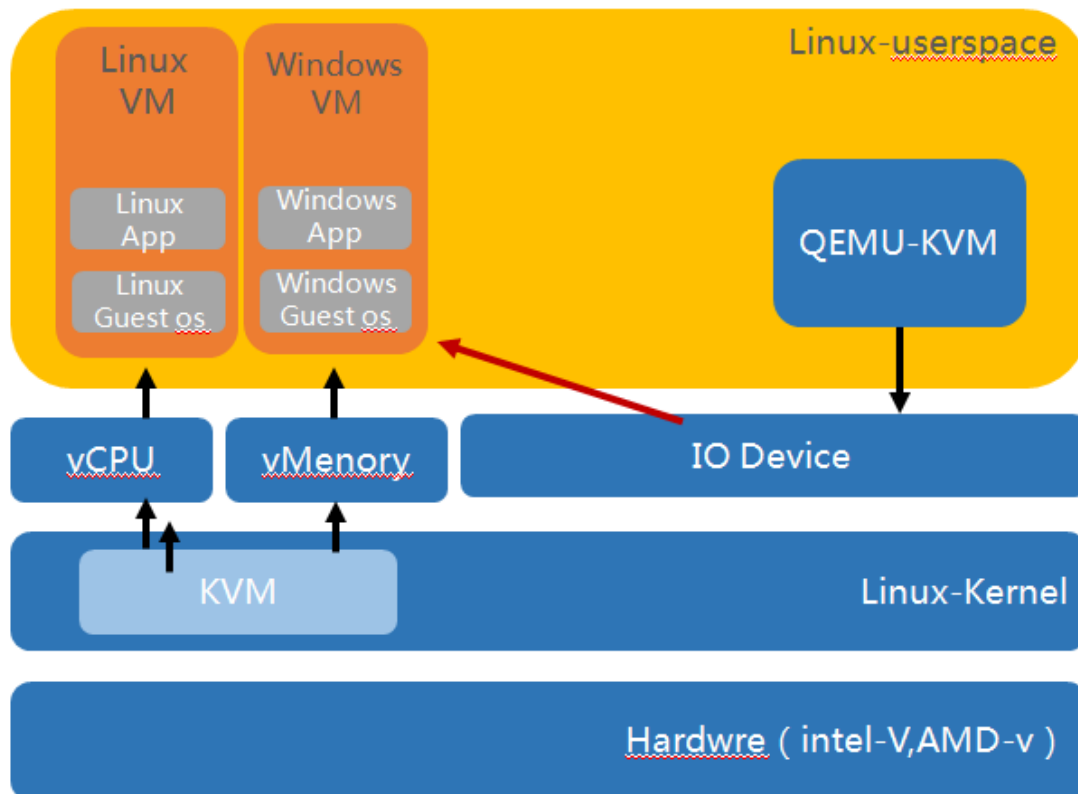 Linux-userspace
Linux
VM
Windows
VM
Linux
App
Windows
App
QEMU-KVM
Linux
Guest os
Windows
Guest os
vCPU
vMenory
IO Device
KVM
Linux-Kernel
Hardwre ( intel-V,AMD-v )